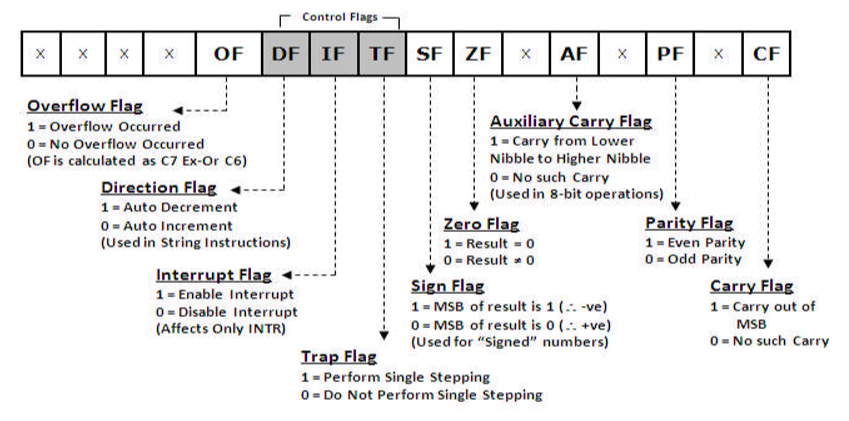 Control Flags
x x x x OF DF IF TF SF ZF x AF x PF x CF
Overflow Flag
1 = Overflow Occurred
0 = No Overflow Occurred
(OF is calculated as C7 Ex-Or C6)
Direction Flag
1 = Auto Decrement
0 = Auto Increment
(Used in String Instructions)
Interrupt Flag
1 = Enable Interrupt
0 = Disable Interrupt
(Affects Only INTR)
Trap Flag
1 = Perform Single Stepping
0 = Do Not Perform Single Stepping
Sign Flag
1 = MSB of result is 1 (∴ -ve)
0 = MSB of result is 0 (∴ +ve)
(Used for “Signed” numbers)
Zero Flag
1 = Result = 0
0 = Result ≠ 0
Auxiliary Carry Flag
1 = Carry from Lower
Nibble to Higher Nibble
0 = No such Carry
(Used in 8-bit operations)
Parity Flag
1 = Even Parity
0 = Odd Parity
Carry Flag
1 = Carry out of
MSB
0 = No such Carry